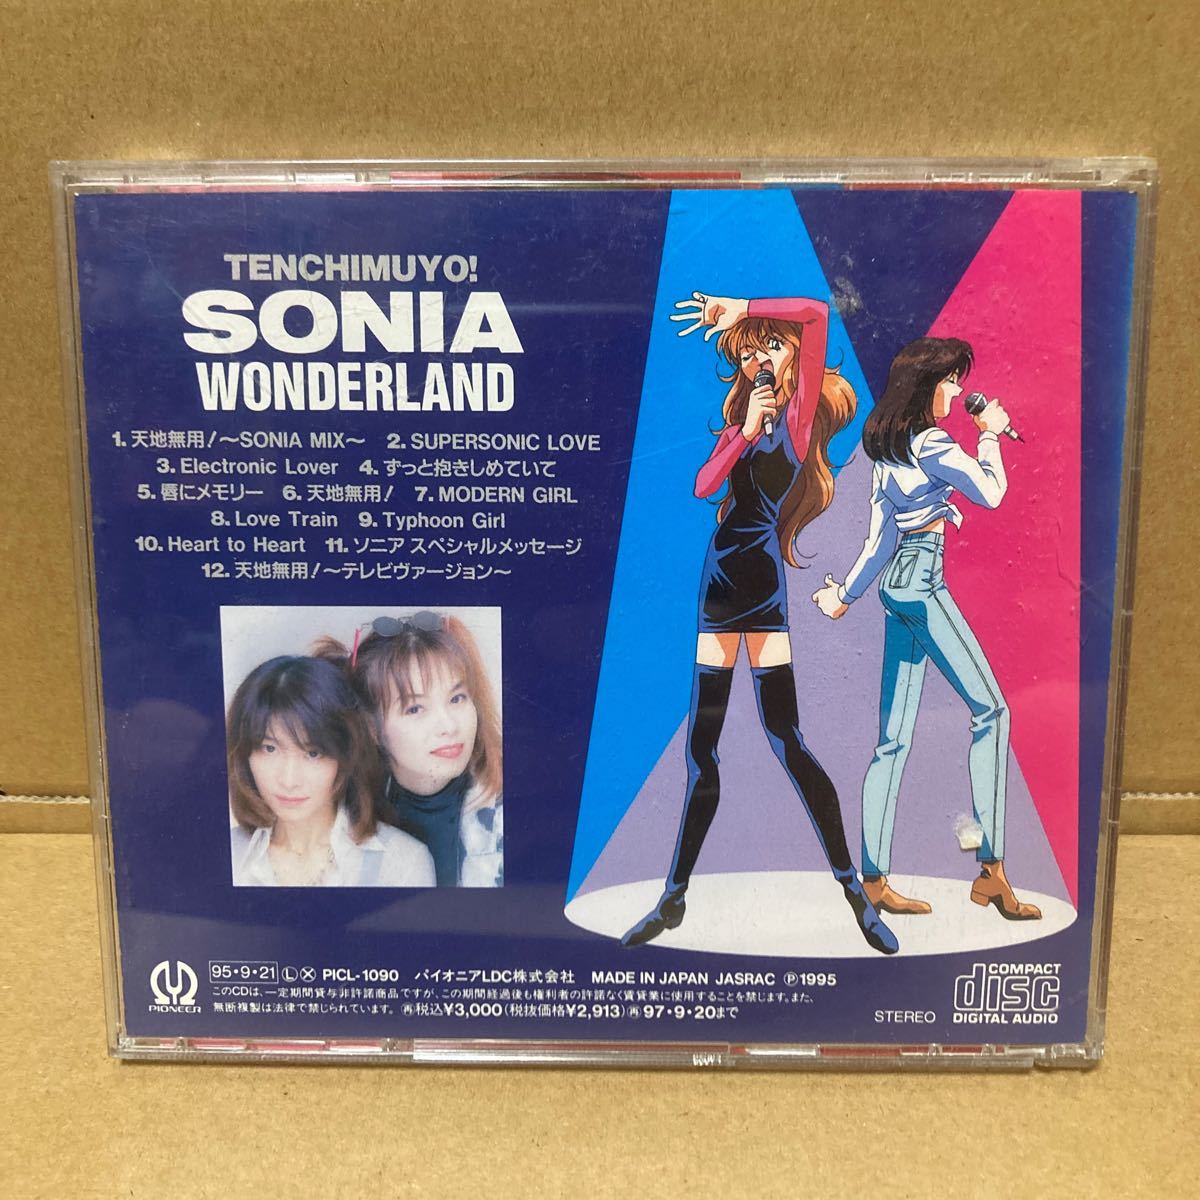 TENCHIMUYO!
SONIA
WONDERLAND
1. 天地無用!〜SONIA MIX〜 2. SUPERSONIC LOVE
3. Electronic Lover 4. ずっと抱きしめていて
5. 唇にメモリー 6. 天地無用! 7. MODERN GIRL
8. Love Train 9. Typhoon Girl
10. Heart to Heart 11. ソニア スペシャルメッセージ
12. 天地無用!〜テレビヴァージョン〜
PIONEER
95・9・21 Ⓛ Ⓧ PICL-1090 パイオニアLDC株式会社 MADE IN JAPAN JASRAC Ⓟ1995
このCDは、一定期間貸与非許諾商品ですが、この期間経過後も権利者の許諾なく賃貸業に使用することを禁じます。また、
無断複製は法律で禁じられています。㊢税込¥3,000(税抜価格¥2,913)㊢97・9・20まで
STEREO
COMPACT
disc
DIGITAL AUDIO